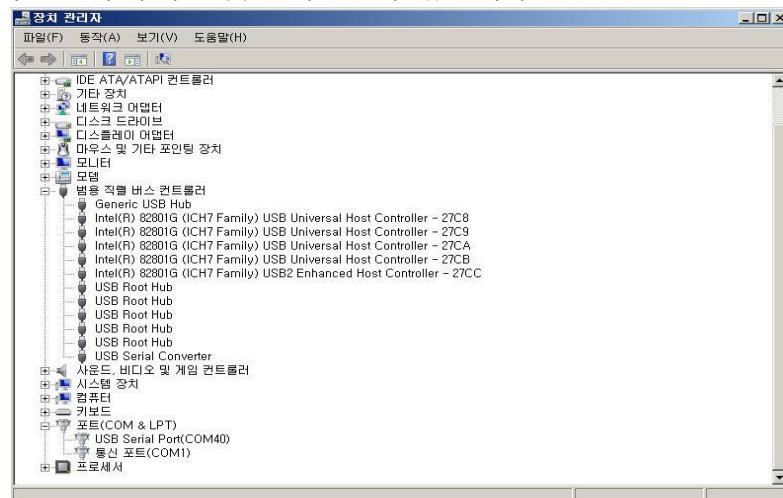 장치 관리자
파일(F) 동작(A) 보기(V) 도움말(H)
IDE ATA/ATAPI 컨트롤러
기타 장치
네트워크 어댑터
디스크 드라이브
디스플레이 어댑터
마우스 및 기타 포인팅 장치
모니터
모뎀
범용 직렬 버스 컨트롤러
Generic USB Hub
Intel(R) 82801G (ICH7 Family) USB Universal Host Controller - 27C8
Intel(R) 82801G (ICH7 Family) USB Universal Host Controller - 27C9
Intel(R) 82801G (ICH7 Family) USB Universal Host Controller - 27CA
Intel(R) 82801G (ICH7 Family) USB Universal Host Controller - 27CB
Intel(R) 82801G (ICH7 Family) USB2 Enhanced Host Controller - 27CC
USB Root Hub
USB Root Hub
USB Root Hub
USB Root Hub
USB Root Hub
USB Serial Converter
사운드, 비디오 및 게임 컨트롤러
시스템 장치
컴퓨터
키보드
포트(COM & LPT)
USB Serial Port(COM40)
통신 포트(COM1)
프로세서